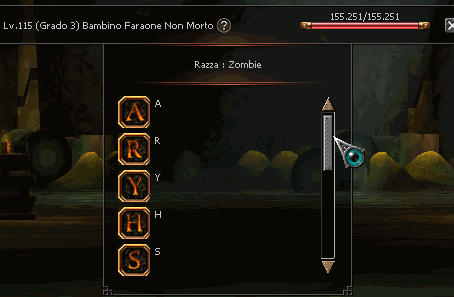 Lv.115 (Grado 3) Bambino Faraone Non Morto ?
155.251/155.251
Razza : Zombie
A A
R R
Y Y
H H
S S